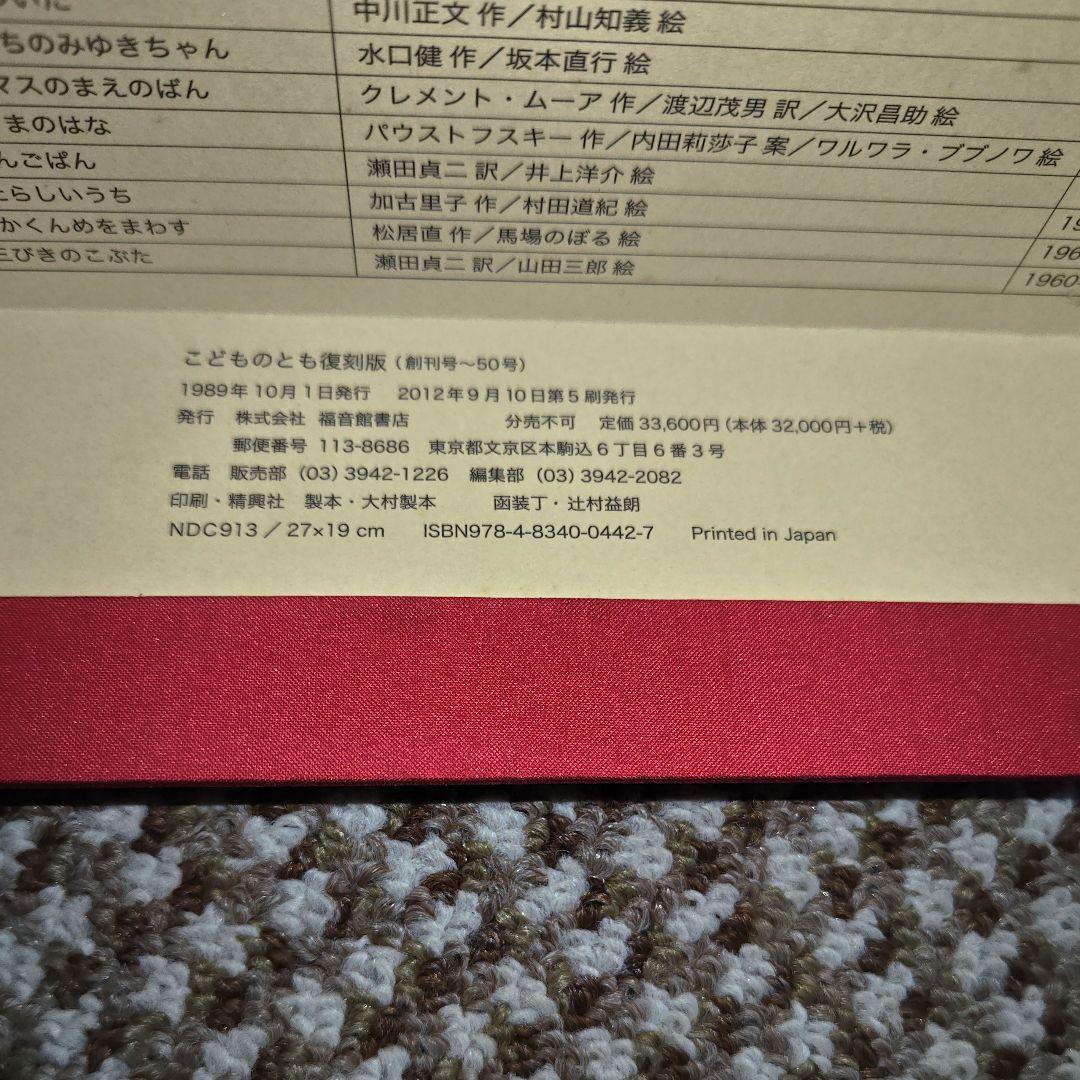 中川正文 作／村山知義 絵
ちのみゆきちゃん 水口健 作／坂本直行 絵
マスのまえのばん クレメント・ムーア 作／渡辺茂男 訳／大沢昌助 絵
まのはな パウストフスキー 作／内田莉莎子 案／ワルワラ・ブブノワ 絵
んごぱん 瀬田貞二 訳／井上洋介 絵
らしいうち 加古里子 作／村田道紀 絵 19
かくんめをまわす 松居直 作／馬場のぼる 絵 196
三びきのこぶた 瀬田貞二 訳／山田三郎 絵 1960
こどものとも復刻版（創刊号〜50号）
1989年10月1日発行 2012年9月10日第5刷発行
発行 株式会社 福音館書店 分売不可 定価 33,600円（本体 32,000円＋税）
郵便番号 113-8686 東京都文京区本駒込6丁目6番3号
電話 販売部（03）3942-1226 編集部（03）3942-2082
印刷・精興社 製本・大村製本 函装丁・辻村益朗
NDC913／27×19 cm ISBN978-4-8340-0442-7 Printed in Japan